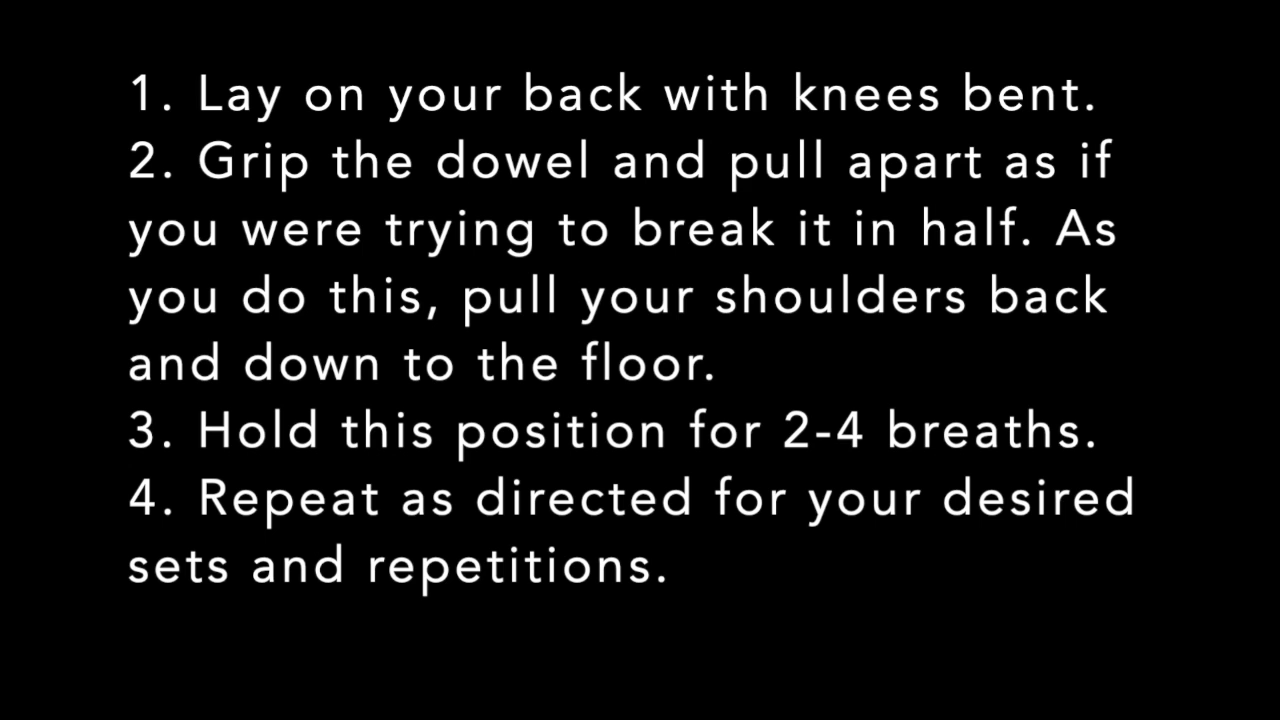 1. Lay on your back with knees bent.
2. Grip the dowel and pull apart as if
you were trying to break it in half. As
you do this, pull your shoulders back
and down to the floor.
3. Hold this position for 2-4 breaths.
4. Repeat as directed for your desired
sets and repetitions.